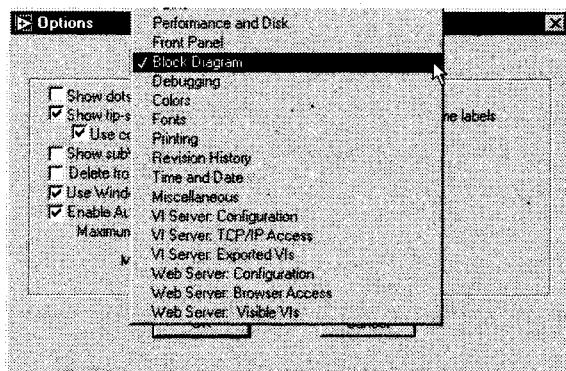 Options
Performance and Disk
Front Panel
✓ Block Diagram
Debugging
Show dots
Colors
Show tip-s
Fonts
ne labels
Use co
Printing
Show sub
Revision History
Delete fro
Time and Date
Use Windo
Miscellaneous
Enable Au
VI Server: Configuration
Maximum
VI Server: TCP/IP Access
M
VI Server: Exported VIs
Web Server: Configuration
Web Server: Browser Access
Web Server: Visible VIs